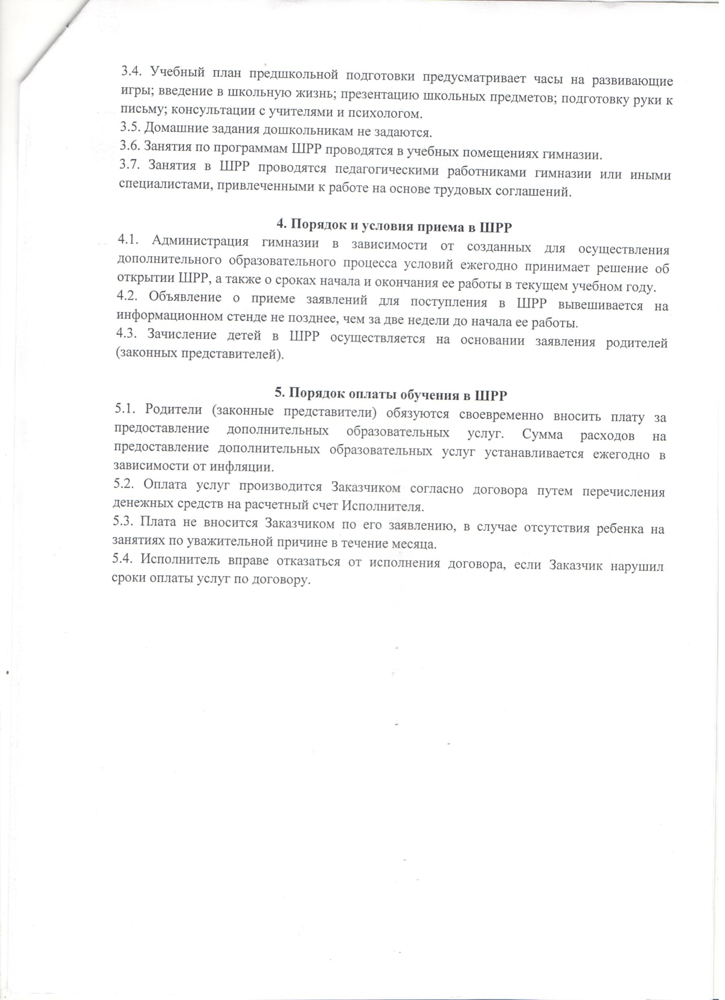 3.4. Учебный план предшкольной подготовки предусматривает часы на развивающие
игры; введение в школьную жизнь; презентацию школьных предметов; подготовку руки к
письму; консультации с учителями и психологом.
3.5. Домашние задания дошкольникам не задаются.
3.6. Занятия по программам ШРР проводятся в учебных помещениях гимназии.
3.7. Занятия в ШРР проводятся педагогическими работниками гимназии или иными
специалистами, привлеченными к работе на основе трудовых соглашений.
4. Порядок и условия приема в ШРР
4.1. Администрация гимназии в зависимости от созданных для осуществления
дополнительного образовательного процесса условий ежегодно принимает решение об
открытии ШРР, а также о сроках начала и окончания ее работы в текущем учебном году.
4.2. Объявление о приеме заявлений для поступления в ШРР вывешивается на
информационном стенде не позднее, чем за две недели до начала ее работы.
4.3. Зачисление детей в ШРР осуществляется на основании заявления родителей
(законных представителей).
5. Порядок оплаты обучения в ШРР
5.1. Родители (законные представители) обязуются своевременно вносить плату за
предоставление дополнительных образовательных услуг. Сумма расходов на
предоставление дополнительных образовательных услуг устанавливается ежегодно в
зависимости от инфляции.
5.2. Оплата услуг производится Заказчиком согласно договора путем перечисления
денежных средств на расчетный счет Исполнителя.
5.3. Плата не вносится Заказчиком по его заявлению, в случае отсутствия ребенка на
занятиях по уважительной причине в течение месяца.
5.4. Исполнитель вправе отказаться от исполнения договора, если Заказчик нарушил
сроки оплаты услуг по договору.